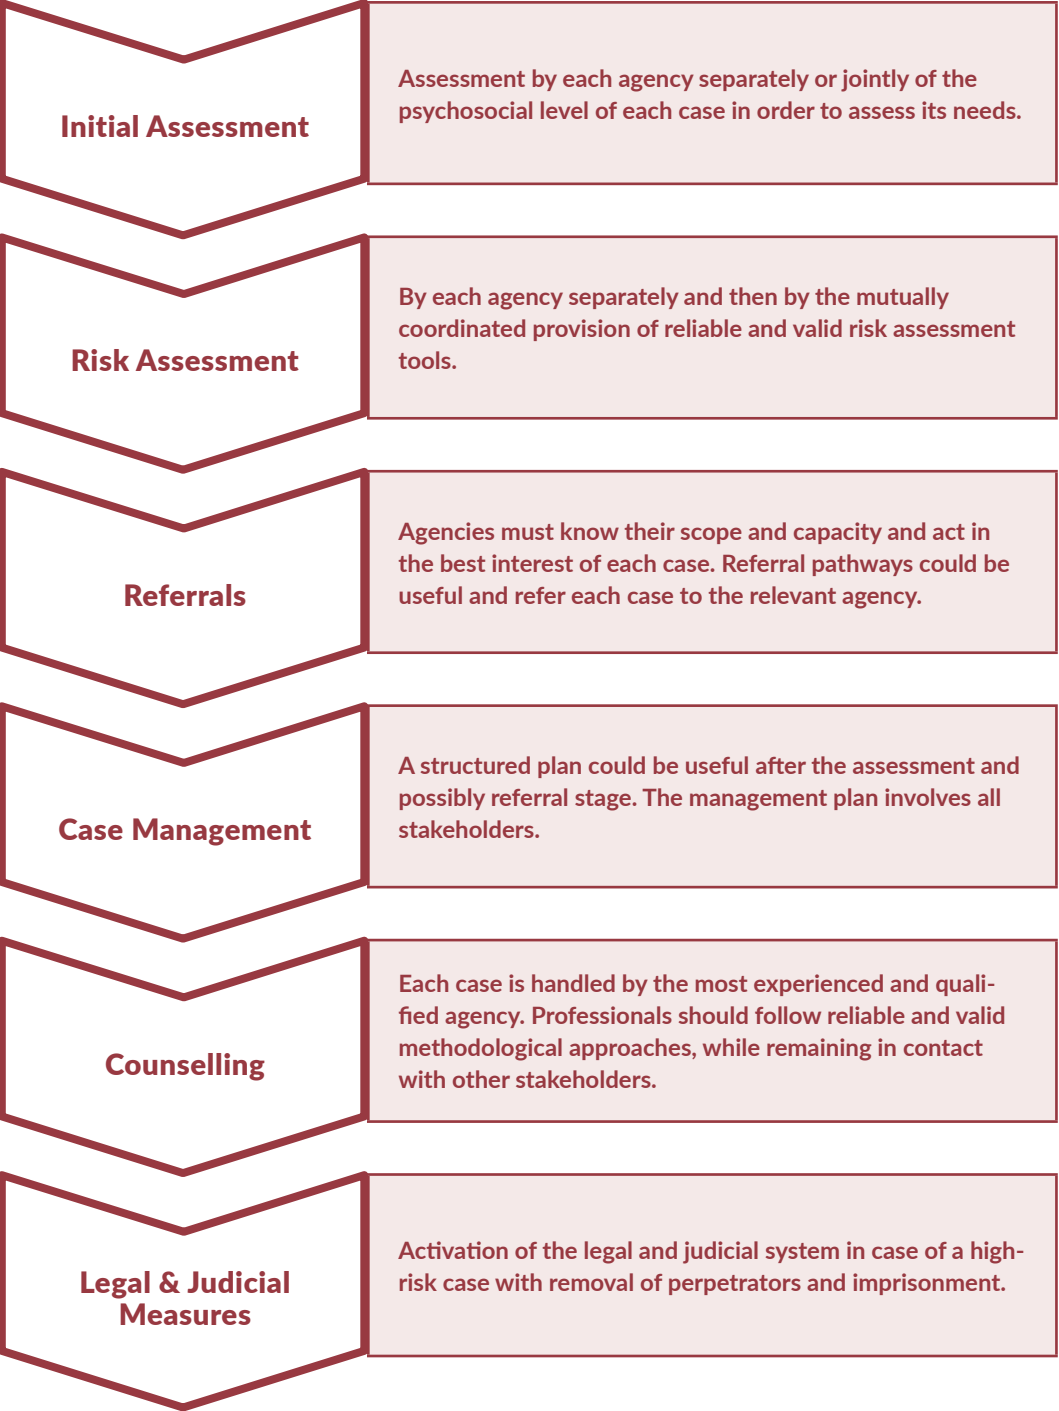 Initial Assessment
Assessment by each agency separately or jointly of the
psychosocial level of each case in order to assess its needs.
Risk Assessment
By each agency separately and then by the mutually
coordinated provision of reliable and valid risk assessment
tools.
Referrals
Agencies must know their scope and capacity and act in
the best interest of each case. Referral pathways could be
useful and refer each case to the relevant agency.
Case Management
A structured plan could be useful after the assessment and
possibly referral stage. The management plan involves all
stakeholders.
Counselling
Each case is handled by the most experienced and quali-
fied agency. Professionals should follow reliable and valid
methodological approaches, while remaining in contact
with other stakeholders.
Legal & Judicial
Measures
Activation of the legal and judicial system in case of a high-
risk case with removal of perpetrators and imprisonment.